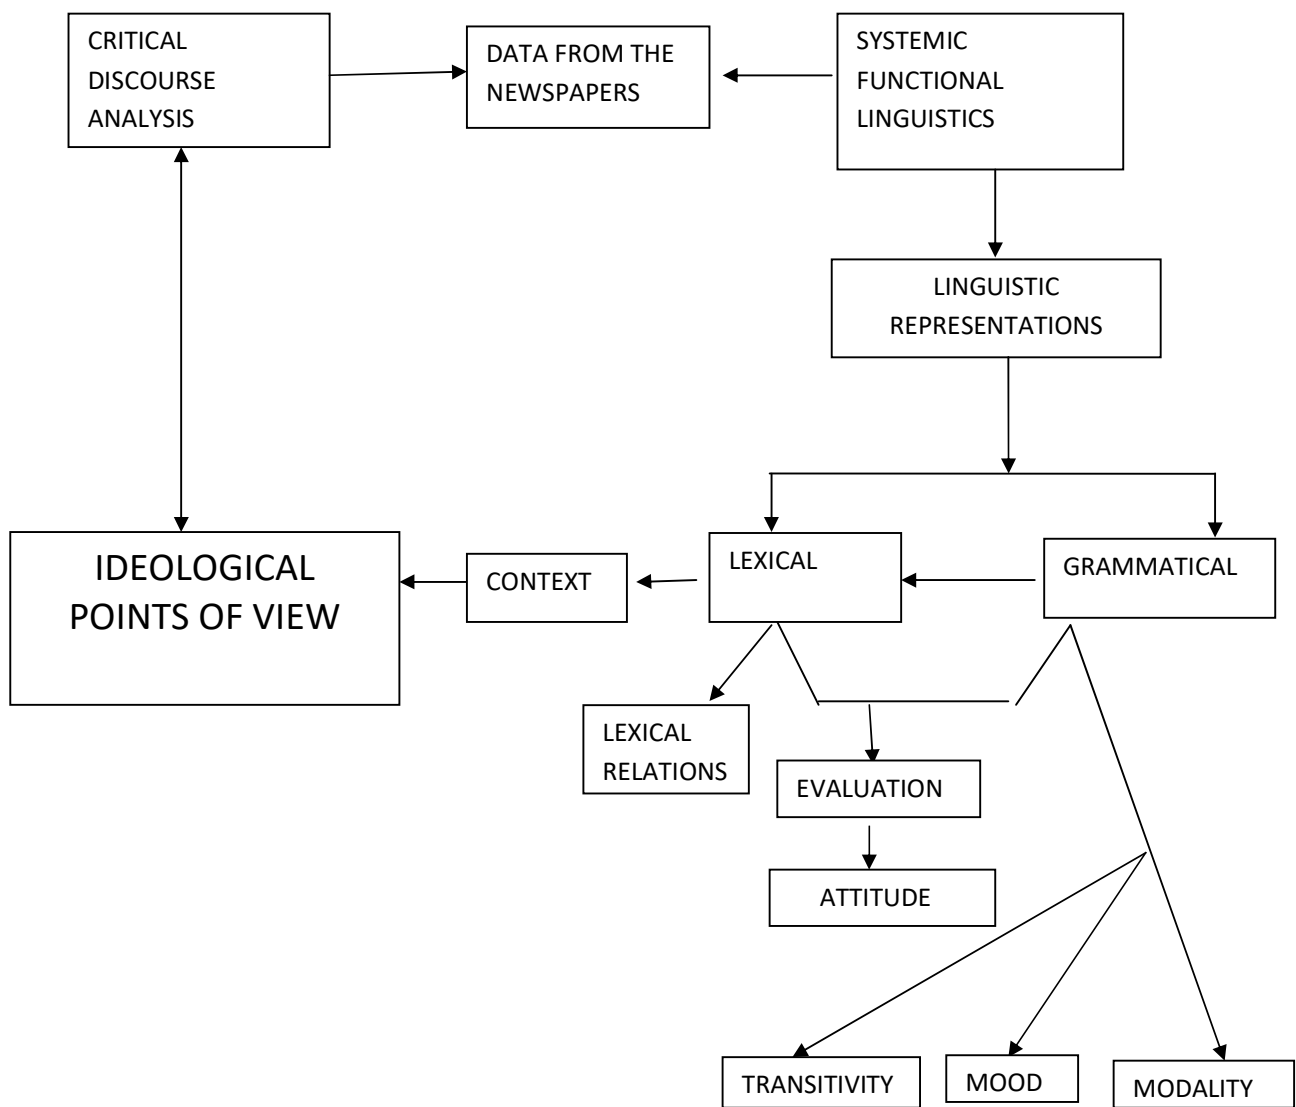 CRITICAL
DISCOURSE
ANALYSIS
DATA FROM THE
NEWSPAPERS
SYSTEMIC
FUNCTIONAL
LINGUISTICS
LINGUISTIC
REPRESENTATIONS
IDEOLOGICAL
POINTS OF VIEW
CONTEXT
LEXICAL
GRAMMATICAL
LEXICAL
RELATIONS
EVALUATION
ATTITUDE
TRANSITIVITY
MOOD
MODALITY